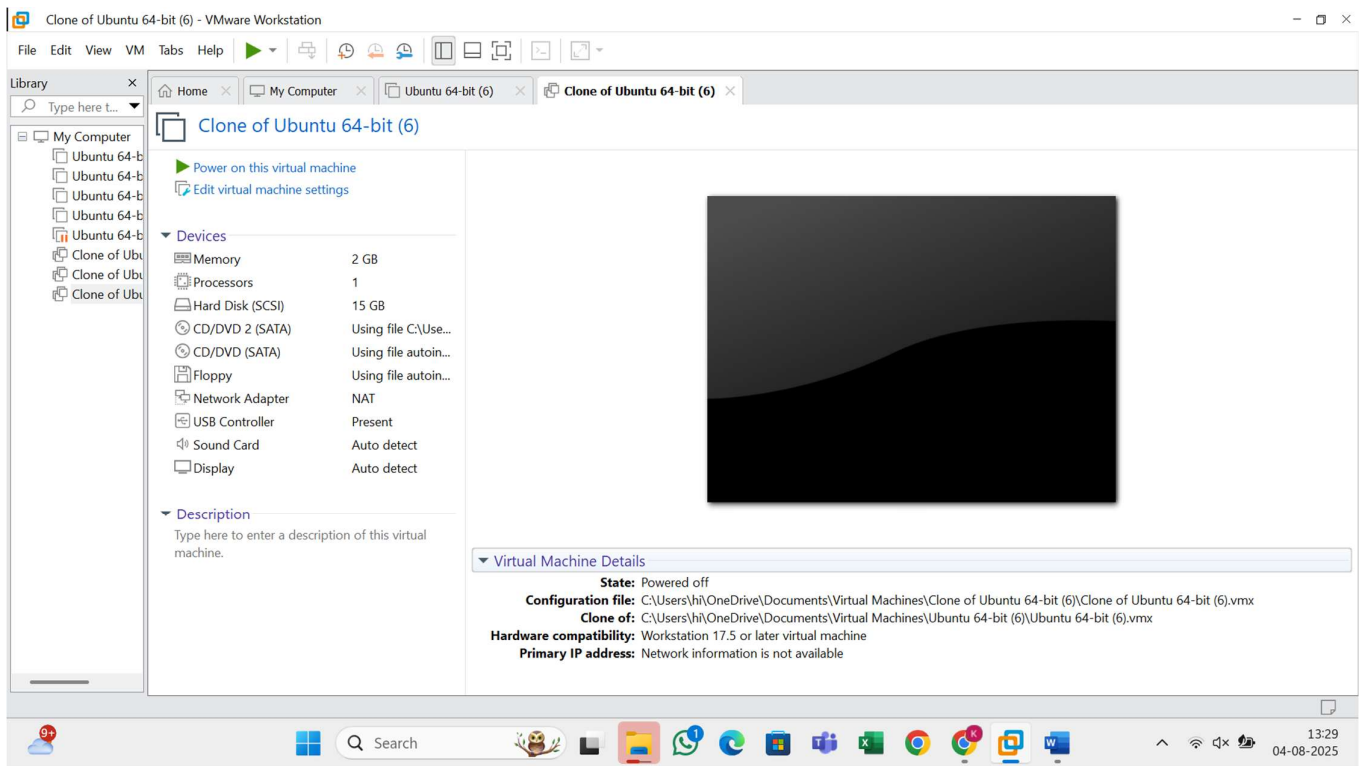 Clone of Ubuntu 64-bit (6) - VMware Workstation
File Edit View VM Tabs Help
Library
Type here t...
My Computer
Ubuntu 64-b
Ubuntu 64-b
Ubuntu 64-b
Ubuntu 64-b
Ubuntu 64-b
Clone of Ubu
Clone of Ubu
Clone of Ubu
Home
My Computer
Ubuntu 64-bit (6)
Clone of Ubuntu 64-bit (6)
Clone of Ubuntu 64-bit (6)
Power on this virtual machine
Edit virtual machine settings
Devices
Memory 2 GB
Processors 1
Hard Disk (SCSI) 15 GB
CD/DVD 2 (SATA) Using file C:\Use...
CD/DVD (SATA) Using file autoin...
Floppy Using file autoin...
Network Adapter NAT
USB Controller Present
Sound Card Auto detect
Display Auto detect
Description
Type here to enter a description of this virtual
machine.
Virtual Machine Details
State: Powered off
Configuration file: C:\Users\hi\OneDrive\Documents\Virtual Machines\Clone of Ubuntu 64-bit (6)\Clone of Ubuntu 64-bit (6).vmx
Clone of: C:\Users\hi\OneDrive\Documents\Virtual Machines\Ubuntu 64-bit (6)\Ubuntu 64-bit (6).vmx
Hardware compatibility: Workstation 17.5 or later virtual machine
Primary IP address: Network information is not available
9+
Search
1
K
13:29
04-08-2025